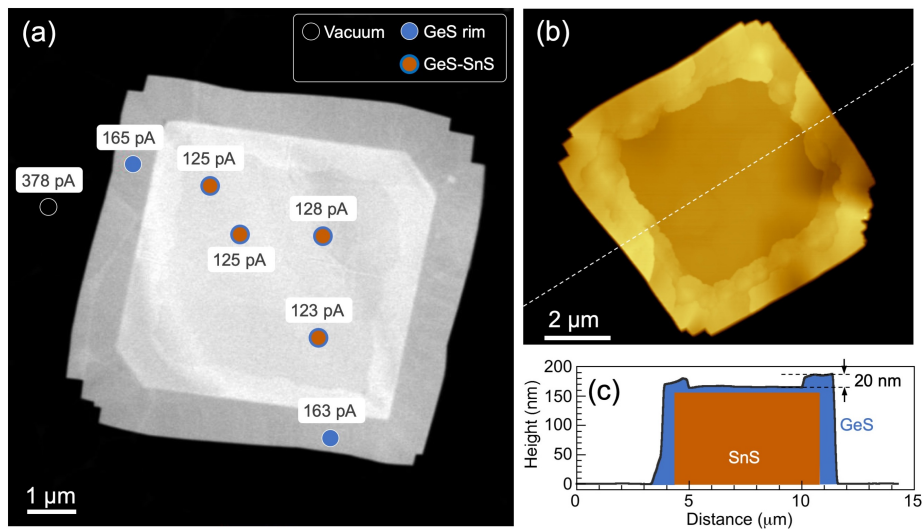 (a)
Vacuum
GeS rim
GeS-SnS
165 pA
125 pA
378 pA
128 pA
125 pA
123 pA
163 pA
1 μm
(b)
2 μm
200
150
100
50
0
Height (nm)
(c)
20 nm
GeS
SnS
0
5
10
15
Distance (μm)